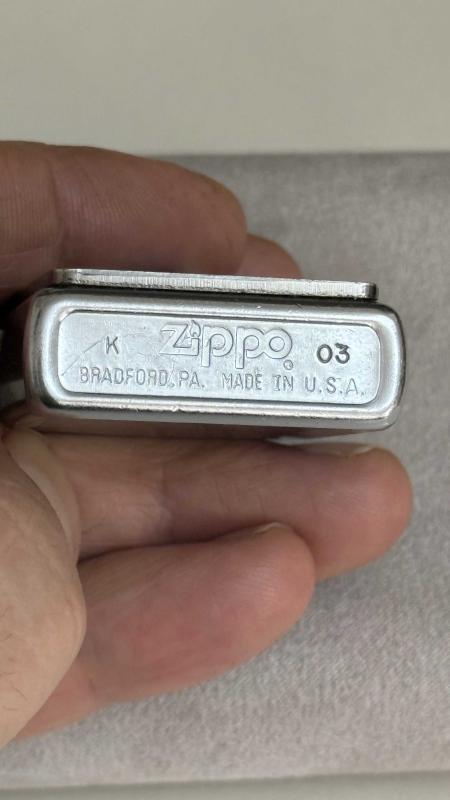 K Zippo 03
BRADFORD, PA. MADE IN U.S.A.